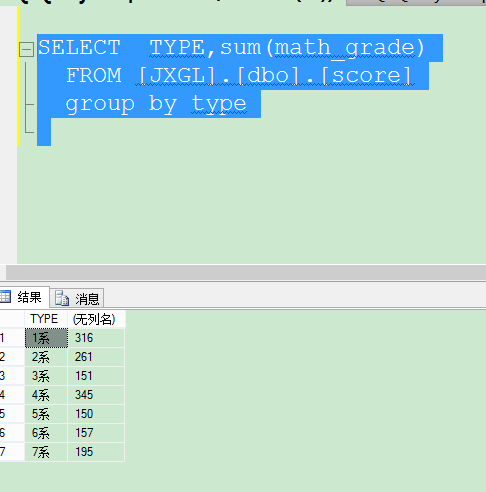 SELECT TYPE,sum(math_grade)
FROM [JXGL].[dbo].[score]
group by type
结果 消息
TYPE (无列名)
1 1系 316
2 2系 261
3 3系 151
4 4系 345
5 5系 150
6 6系 157
7 7系 195